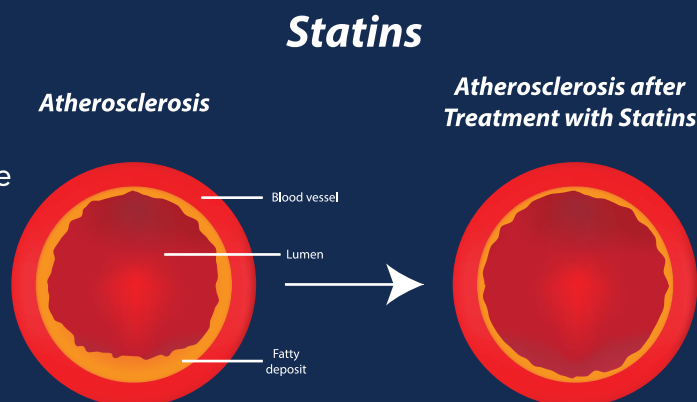 Statins
Atherosclerosis
Atherosclerosis after
Treatment with Statins
e
Blood vessel
Lumen
Fatty
deposit